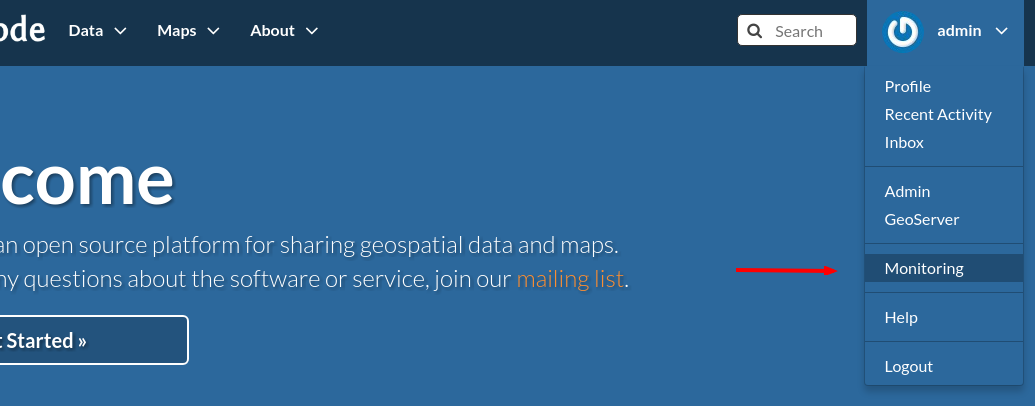 ode Data Maps About Search admin
Profile
Recent Activity
Inbox
Admin
GeoServer
Monitoring
Help
Logout
come
an open source platform for sharing geospatial data and maps.
ny questions about the software or service, join our mailing list.
t Started »